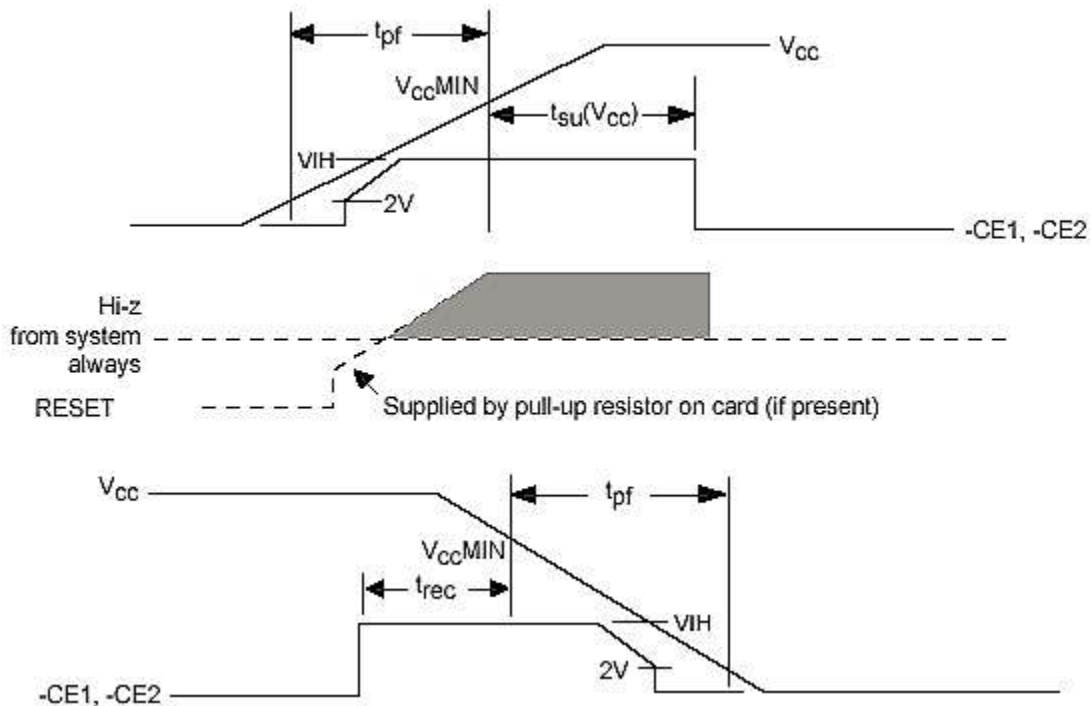 tpf
Vcc
VccMIN
tsu(Vcc)
VIH
2V
-CE1, -CE2
Hi-z
from system
always
RESET
Supplied by pull-up resistor on card (if present)
Vcc
tpf
VccMIN
trec
VIH
2V
-CE1, -CE2